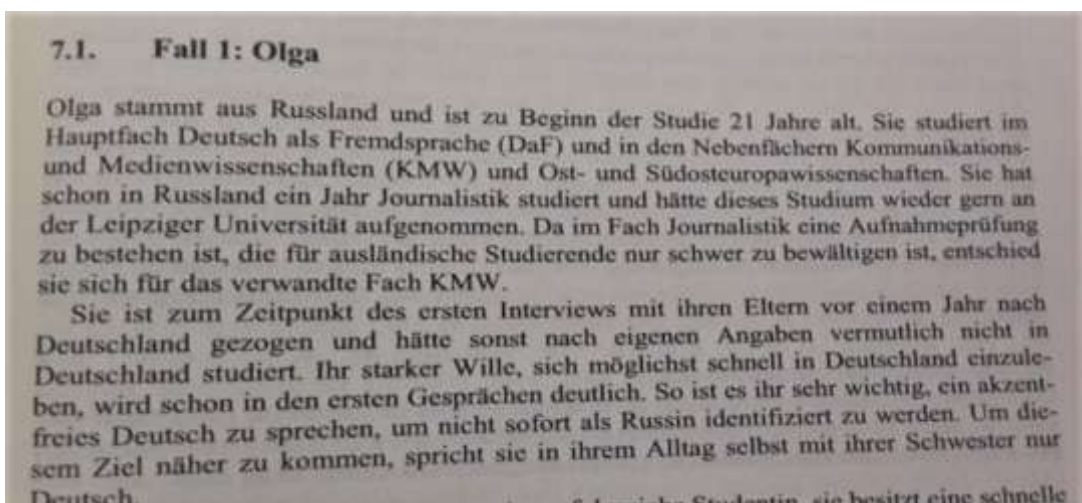 7.1. Fall 1: Olga
Olga stammt aus Russland und ist zu Beginn der Studie 21 Jahre alt. Sie studiert im
Hauptfach Deutsch als Fremdsprache (DaF) und in den Nebenfächern Kommunikations-
und Medienwissenschaften (KMW) und Ost- und Südosteuropawissenschaften. Sie hat
schon in Russland ein Jahr Journalistik studiert und hätte dieses Studium wieder gern an
der Leipziger Universität aufgenommen. Da im Fach Journalistik eine Aufnahmeprüfung
zu bestehen ist, die für ausländische Studierende nur schwer zu bewältigen ist, entschied
sie sich für das verwandte Fach KMW.
Sie ist zum Zeitpunkt des ersten Interviews mit ihren Eltern vor einem Jahr nach
Deutschland gezogen und hätte sonst nach eigenen Angaben vermutlich nicht in
Deutschland studiert. Ihr starker Wille, sich möglichst schnell in Deutschland einzule-
ben, wird schon in den ersten Gesprächen deutlich. So ist es ihr sehr wichtig, ein akzent-
freies Deutsch zu sprechen, um nicht sofort als Russin identifiziert zu werden. Um die-
sem Ziel näher zu kommen, spricht sie in ihrem Alltag selbst mit ihrer Schwester nur
Deutsch.
Studentin, sie besitzt eine schnelle